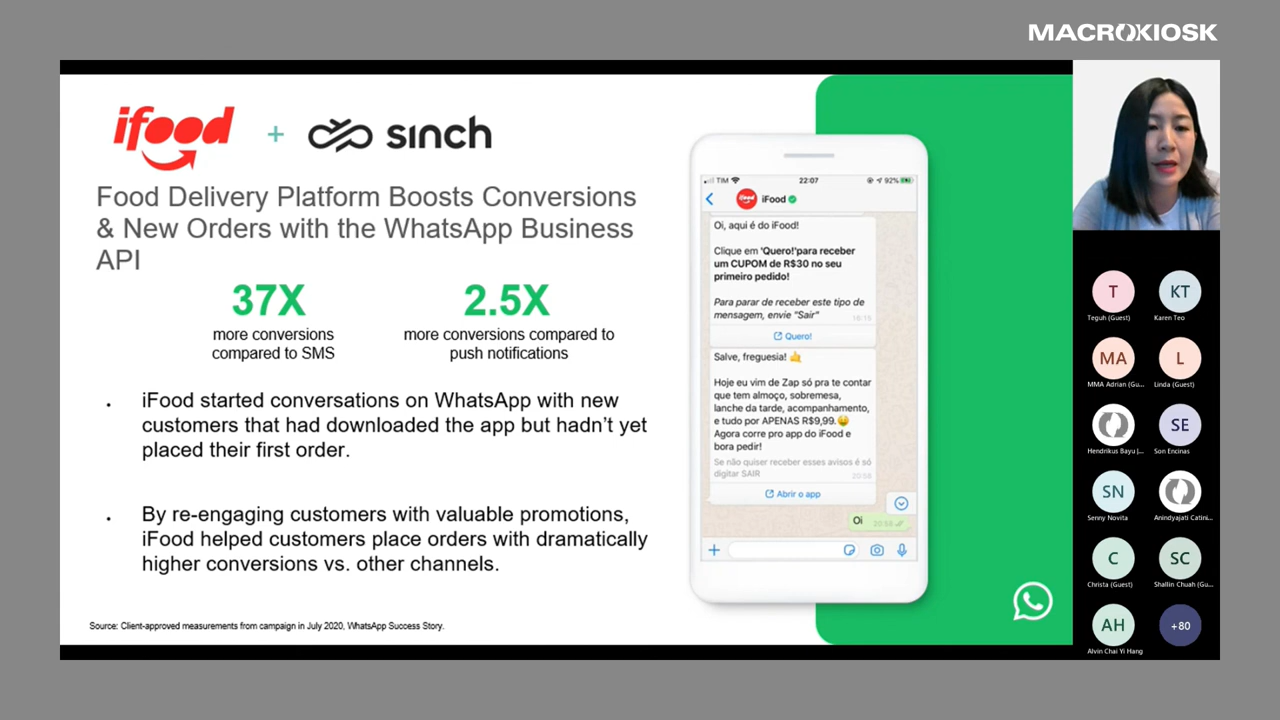 MACROKIOSK
ifood + sinch
Food Delivery Platform Boosts Conversions
& New Orders with the WhatsApp Business
API
37X
more conversions
compared to SMS
2.5X
more conversions compared to
push notifications
• iFood started conversations on WhatsApp with new
customers that had downloaded the app but hadn't yet
placed their first order.
• By re-engaging customers with valuable promotions,
iFood helped customers place orders with dramatically
higher conversions vs. other channels.
Source: Client-approved measurements from campaign in July 2020, WhatsApp Success Story.
TIM 22:07 92%
ifood iFood
Oi, aqui é do iFood!
Clique em 'Quero!'para receber
um CUPOM de R$30 no seu
primeiro pedido!
Para parar de receber este tipo de
mensagem, envie "Sair"
16:15
Quero!
Salve, freguesia! 🤙
Hoje eu vim de Zap só pra te contar
que tem almoço, sobremesa,
lanche da tarde, acompanhamento,
e tudo por APENAS R$9,99.🤑
Agora corre pro app do iFood e
bora pedir!
Se não quiser receber esses avisos é só
digitar SAIR
20:58
Abrir o app
Oi 20:58
T
Teguh (Guest)
KT
Karen Teo
MA
MMA Adrian (Gu...
L
Linda (Guest)
Hendrikus Bayu |...
SE
Son Encinas
SN
Senny Novita
Anindyajati Catini...
C
Christa (Guest)
SC
Shallin Chuah (Gu...
AH
Alvin Chai Yi Hang
+80